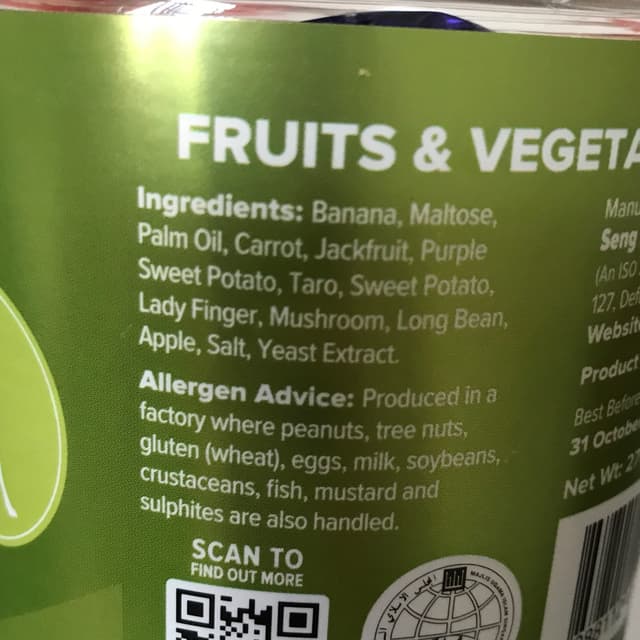 FRUITS & VEGETA
Ingredients: Banana, Maltose,
Palm Oil, Carrot, Jackfruit, Purple
Sweet Potato, Taro, Sweet Potato,
Lady Finger, Mushroom, Long Bean,
Apple, Salt, Yeast Extract.
Allergen Advice: Produced in a
factory where peanuts, tree nuts,
gluten (wheat), eggs, milk, soybeans,
crustaceans, fish, mustard and
sulphites are also handled.
SCAN TO
FIND OUT MORE
Manu
Seng
(An ISO
127, Def
Website
Product
Best Before
31 October
Net Wt: 27